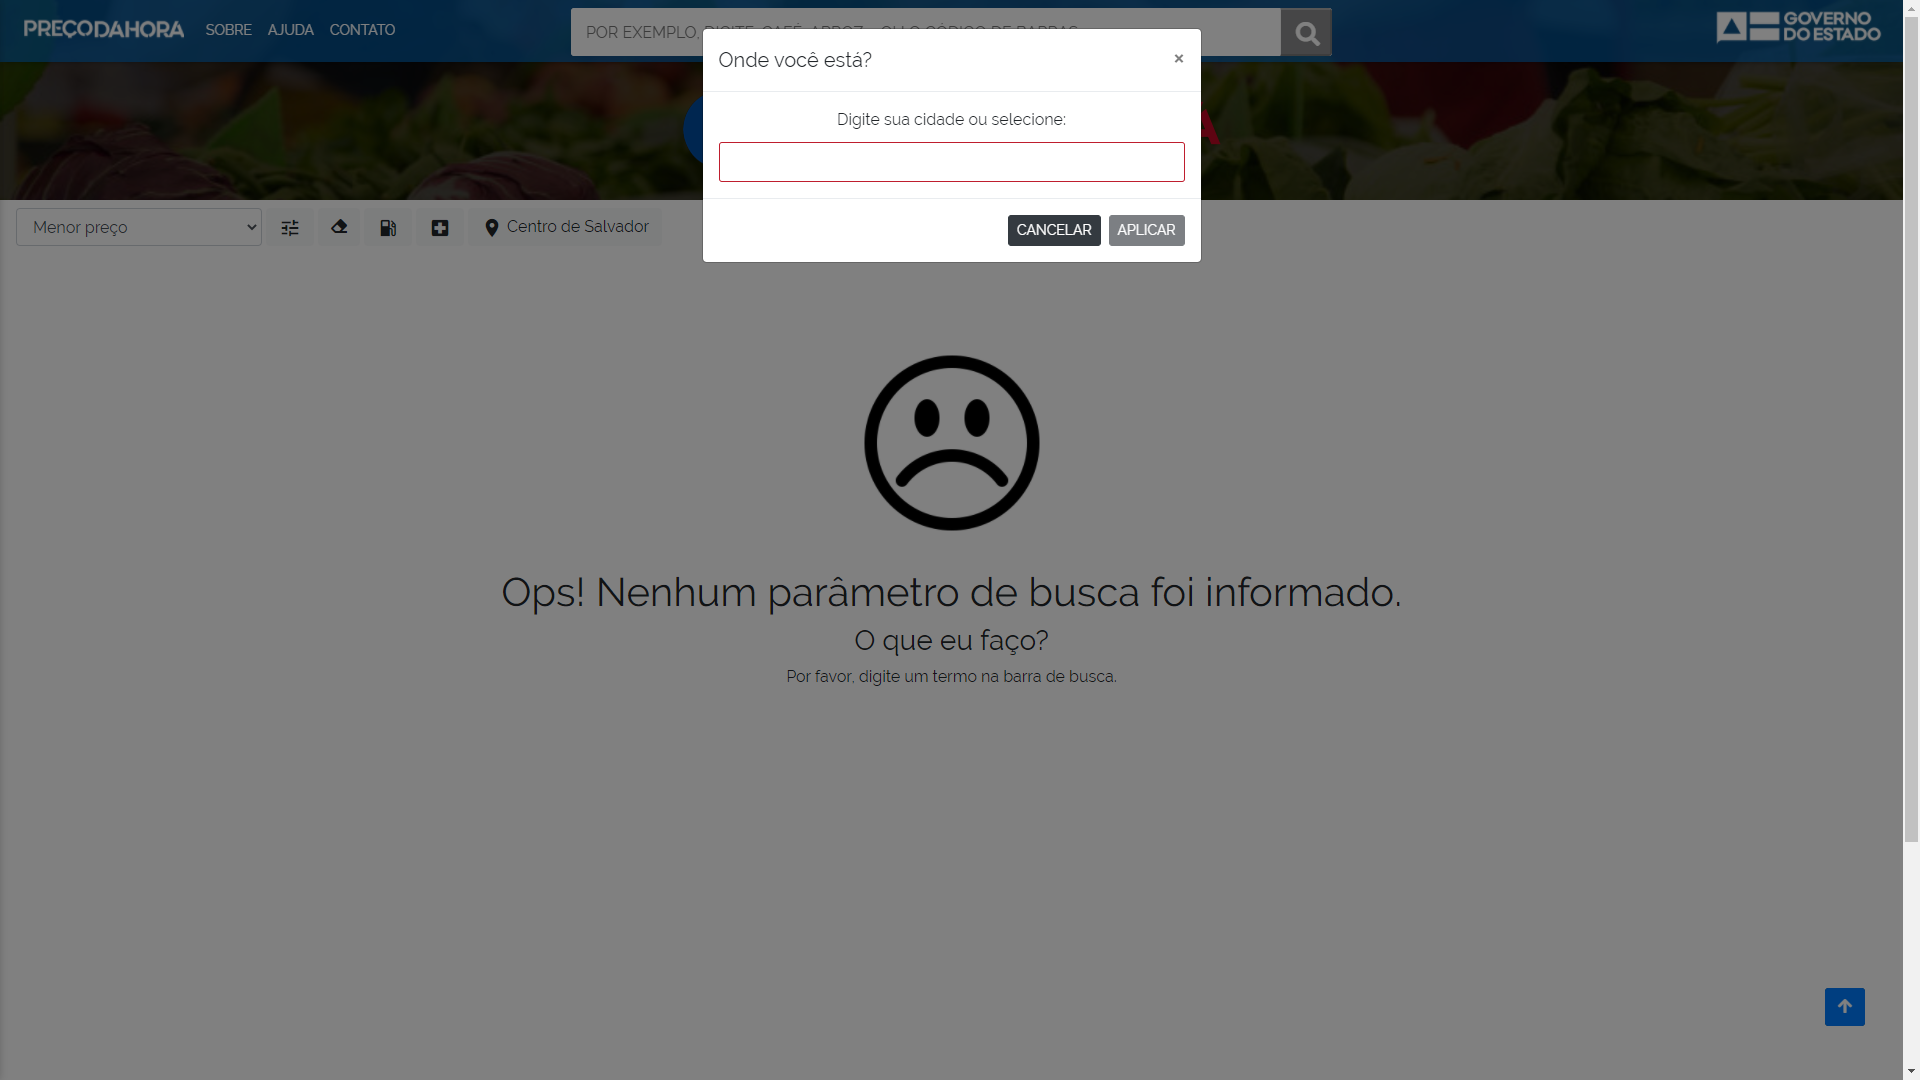 PREÇODAHORA
SOBRE
AJUDA
CONTATO
POR EXEMPLO,
GOVERNO
DO ESTADO
Onde você está?
×
Digite sua cidade ou selecione:
CANCELAR
APLICAR
Menor preço
Centro de Salvador
Ops! Nenhum parâmetro de busca foi informado.
O que eu faço?
Por favor, digite um termo na barra de busca.